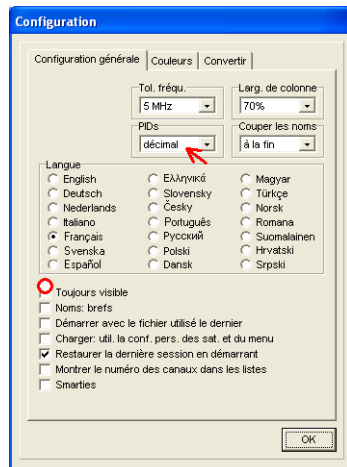 Configuration
Configuration générale Couleurs Convertir
Tol. fréqu. Larg. de colonne
5 MHz 70%
PIDs Couper les noms
décimal à la fin
Langue
English Ελληνικά Magyar
Deutsch Slovensky Türkçe
Nederlands Česky Norsk
Italiano Português Romana
Français Русский Suomalainen
Svenska Polski Hrvatski
Español Dansk Srpski
Toujours visible
Noms: brefs
Démarrer avec le fichier utilisé le dernier
Charger: util. la conf. pers. des sat. et du menu
Restaurer la dernière session en démarrant
Montrer le numéro des canaux dans les listes
Smarties
OK